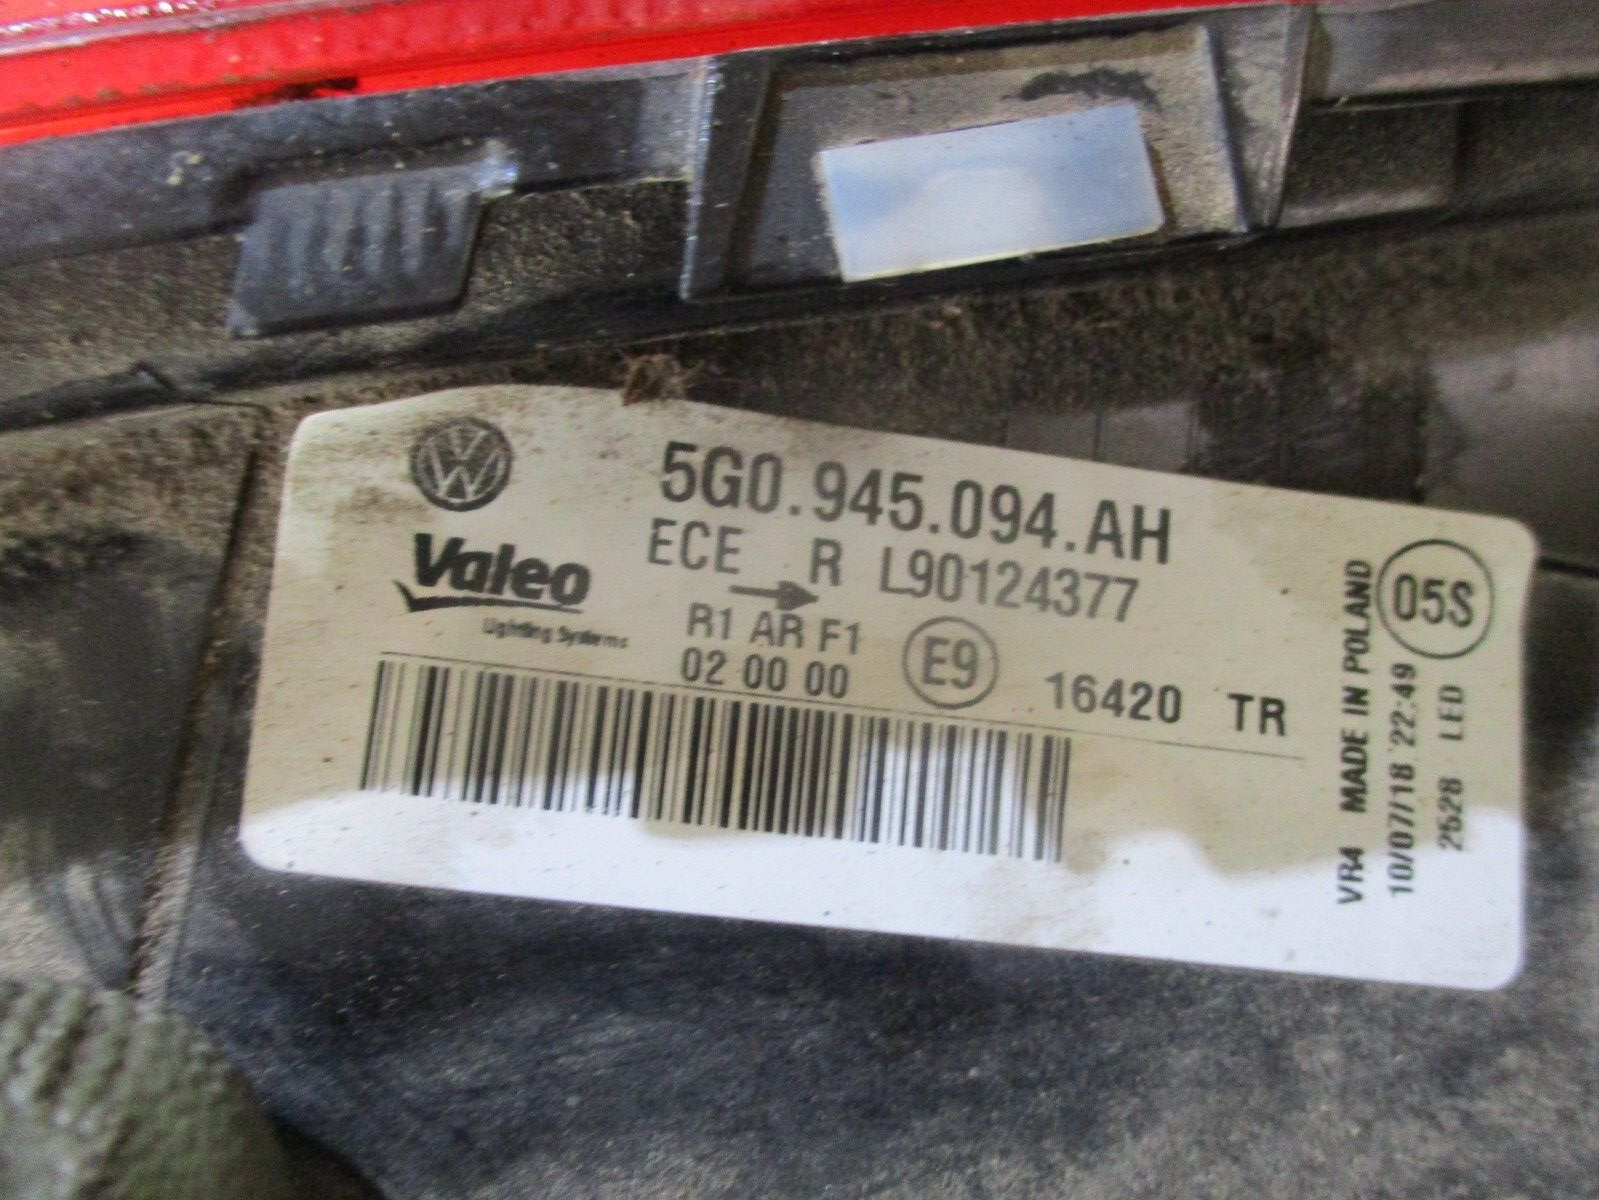 5G0.945.094.AH
Valeo
Lighting Systems
ECE R L90124377
R1 AR F1
02 00 00
E9
16420 TR
05S
VR4 MADE IN POLAND
10/07/18 22:49
2528 LED